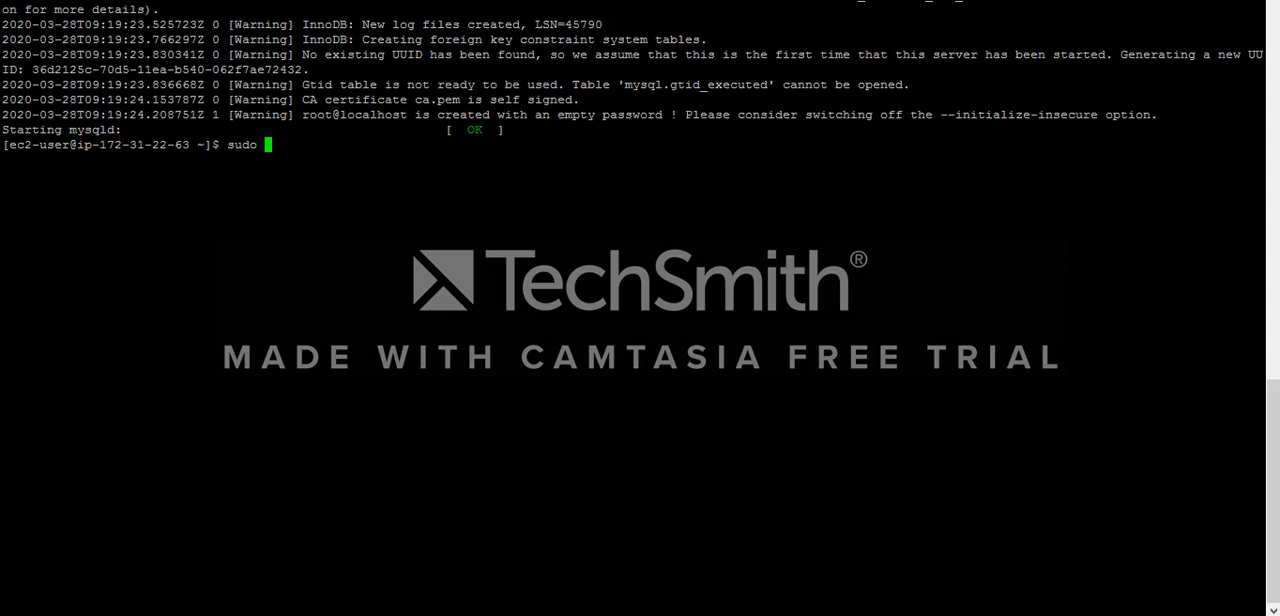 on for more details).
2020-03-28T09:19:23.525723Z 0 [Warning] InnoDB: New log files created, LSN=45790
2020-03-28T09:19:23.766297Z 0 [Warning] InnoDB: Creating foreign key constraint system tables.
2020-03-28T09:19:23.830341Z 0 [Warning] No existing UUID has been found, so we assume that this is the first time that this server has been started. Generating a new UU
ID: 36d2125c-70d5-11ea-b540-062f7ae72432.
2020-03-28T09:19:23.836668Z 0 [Warning] Gtid table is not ready to be used. Table 'mysql.gtid_executed' cannot be opened.
2020-03-28T09:19:24.153787Z 0 [Warning] CA certificate ca.pem is self signed.
2020-03-28T09:19:24.208751Z 1 [Warning] root@localhost is created with an empty password ! Please consider switching off the --initialize-insecure option.
Starting mysqld: [ OK ]
[ec2-user@ip-172-31-22-63 ~]$ sudo
TechSmith®
MADE WITH CAMTASIA FREE TRIAL